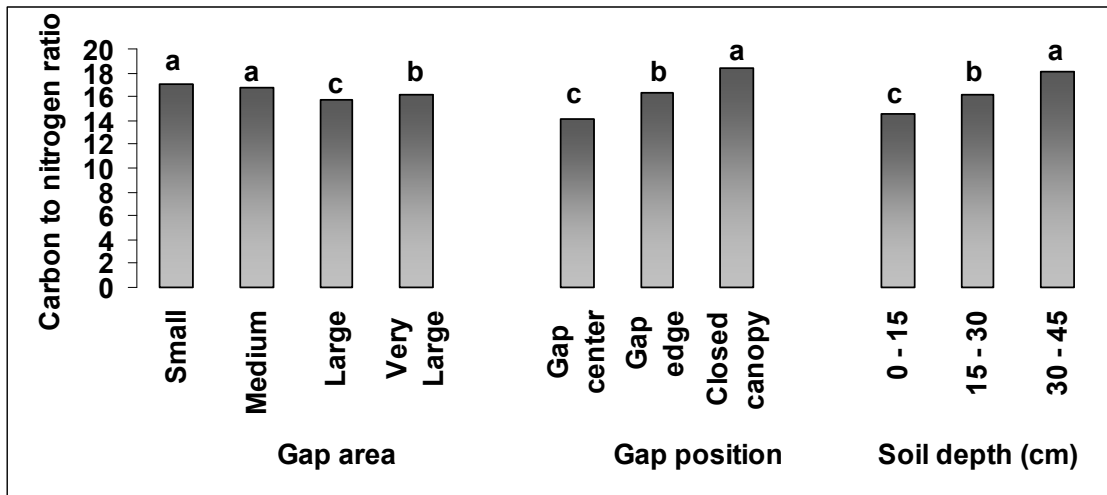 Carbon to nitrogen ratio
20
18
16
14
12
10
8
6
4
2
0
a
a
c
b
c
b
a
c
b
a
Small
Medium
Large
Very
Large
Gap
center
Gap
edge
Closed
canopy
0 - 15
15 - 30
30 - 45
Gap area
Gap position
Soil depth (cm)